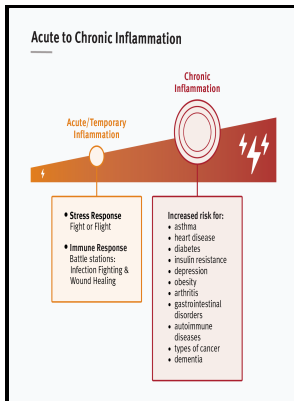 Acute to Chronic Inflammation
Chronic
Inflammation
Acute/Temporary
Inflammation
• Stress Response
Fight or Flight
• Immune Response
Battle stations:
Infection Fighting &
Wound Healing
Increased risk for:
• asthma
• heart disease
• diabetes
• insulin resistance
• depression
• obesity
• arthritis
• gastrointestinal
disorders
• autoimmune
diseases
• types of cancer
• dementia